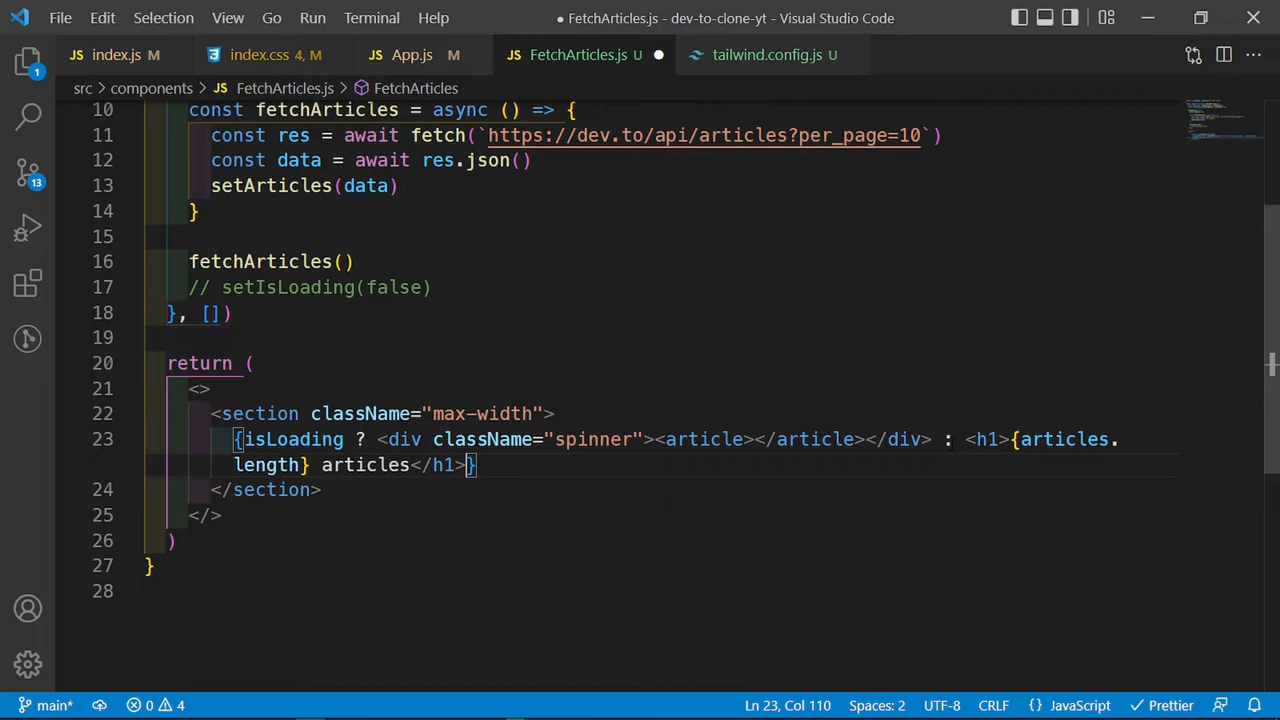 File Edit Selection View Go Run Terminal Help ● FetchArticles.js - dev-to-clone-yt - Visual Studio Code
JS index.js M index.css 4, M JS App.js M JS FetchArticles.js U ● tailwind.config.js U ...
src > components > JS FetchArticles.js > FetchArticles
10 const fetchArticles = async () => {
11 const res = await fetch(`https://dev.to/api/articles?per_page=10`)
12 const data = await res.json()
13 setArticles(data)
14 }
15
16 fetchArticles()
17 // setIsLoading(false)
18 }, [])
19
20 return (
21 <>
22 <section className="max-width">
23 {isLoading ? <div className="spinner"><article></article></div> : <h1>{articles.
length} articles</h1>}
24 </section>
25 </>
26 )
27 }
28
1
13
main* 0 4 Ln 23, Col 110 Spaces: 2 UTF-8 CRLF {} JavaScript ✓ Prettier